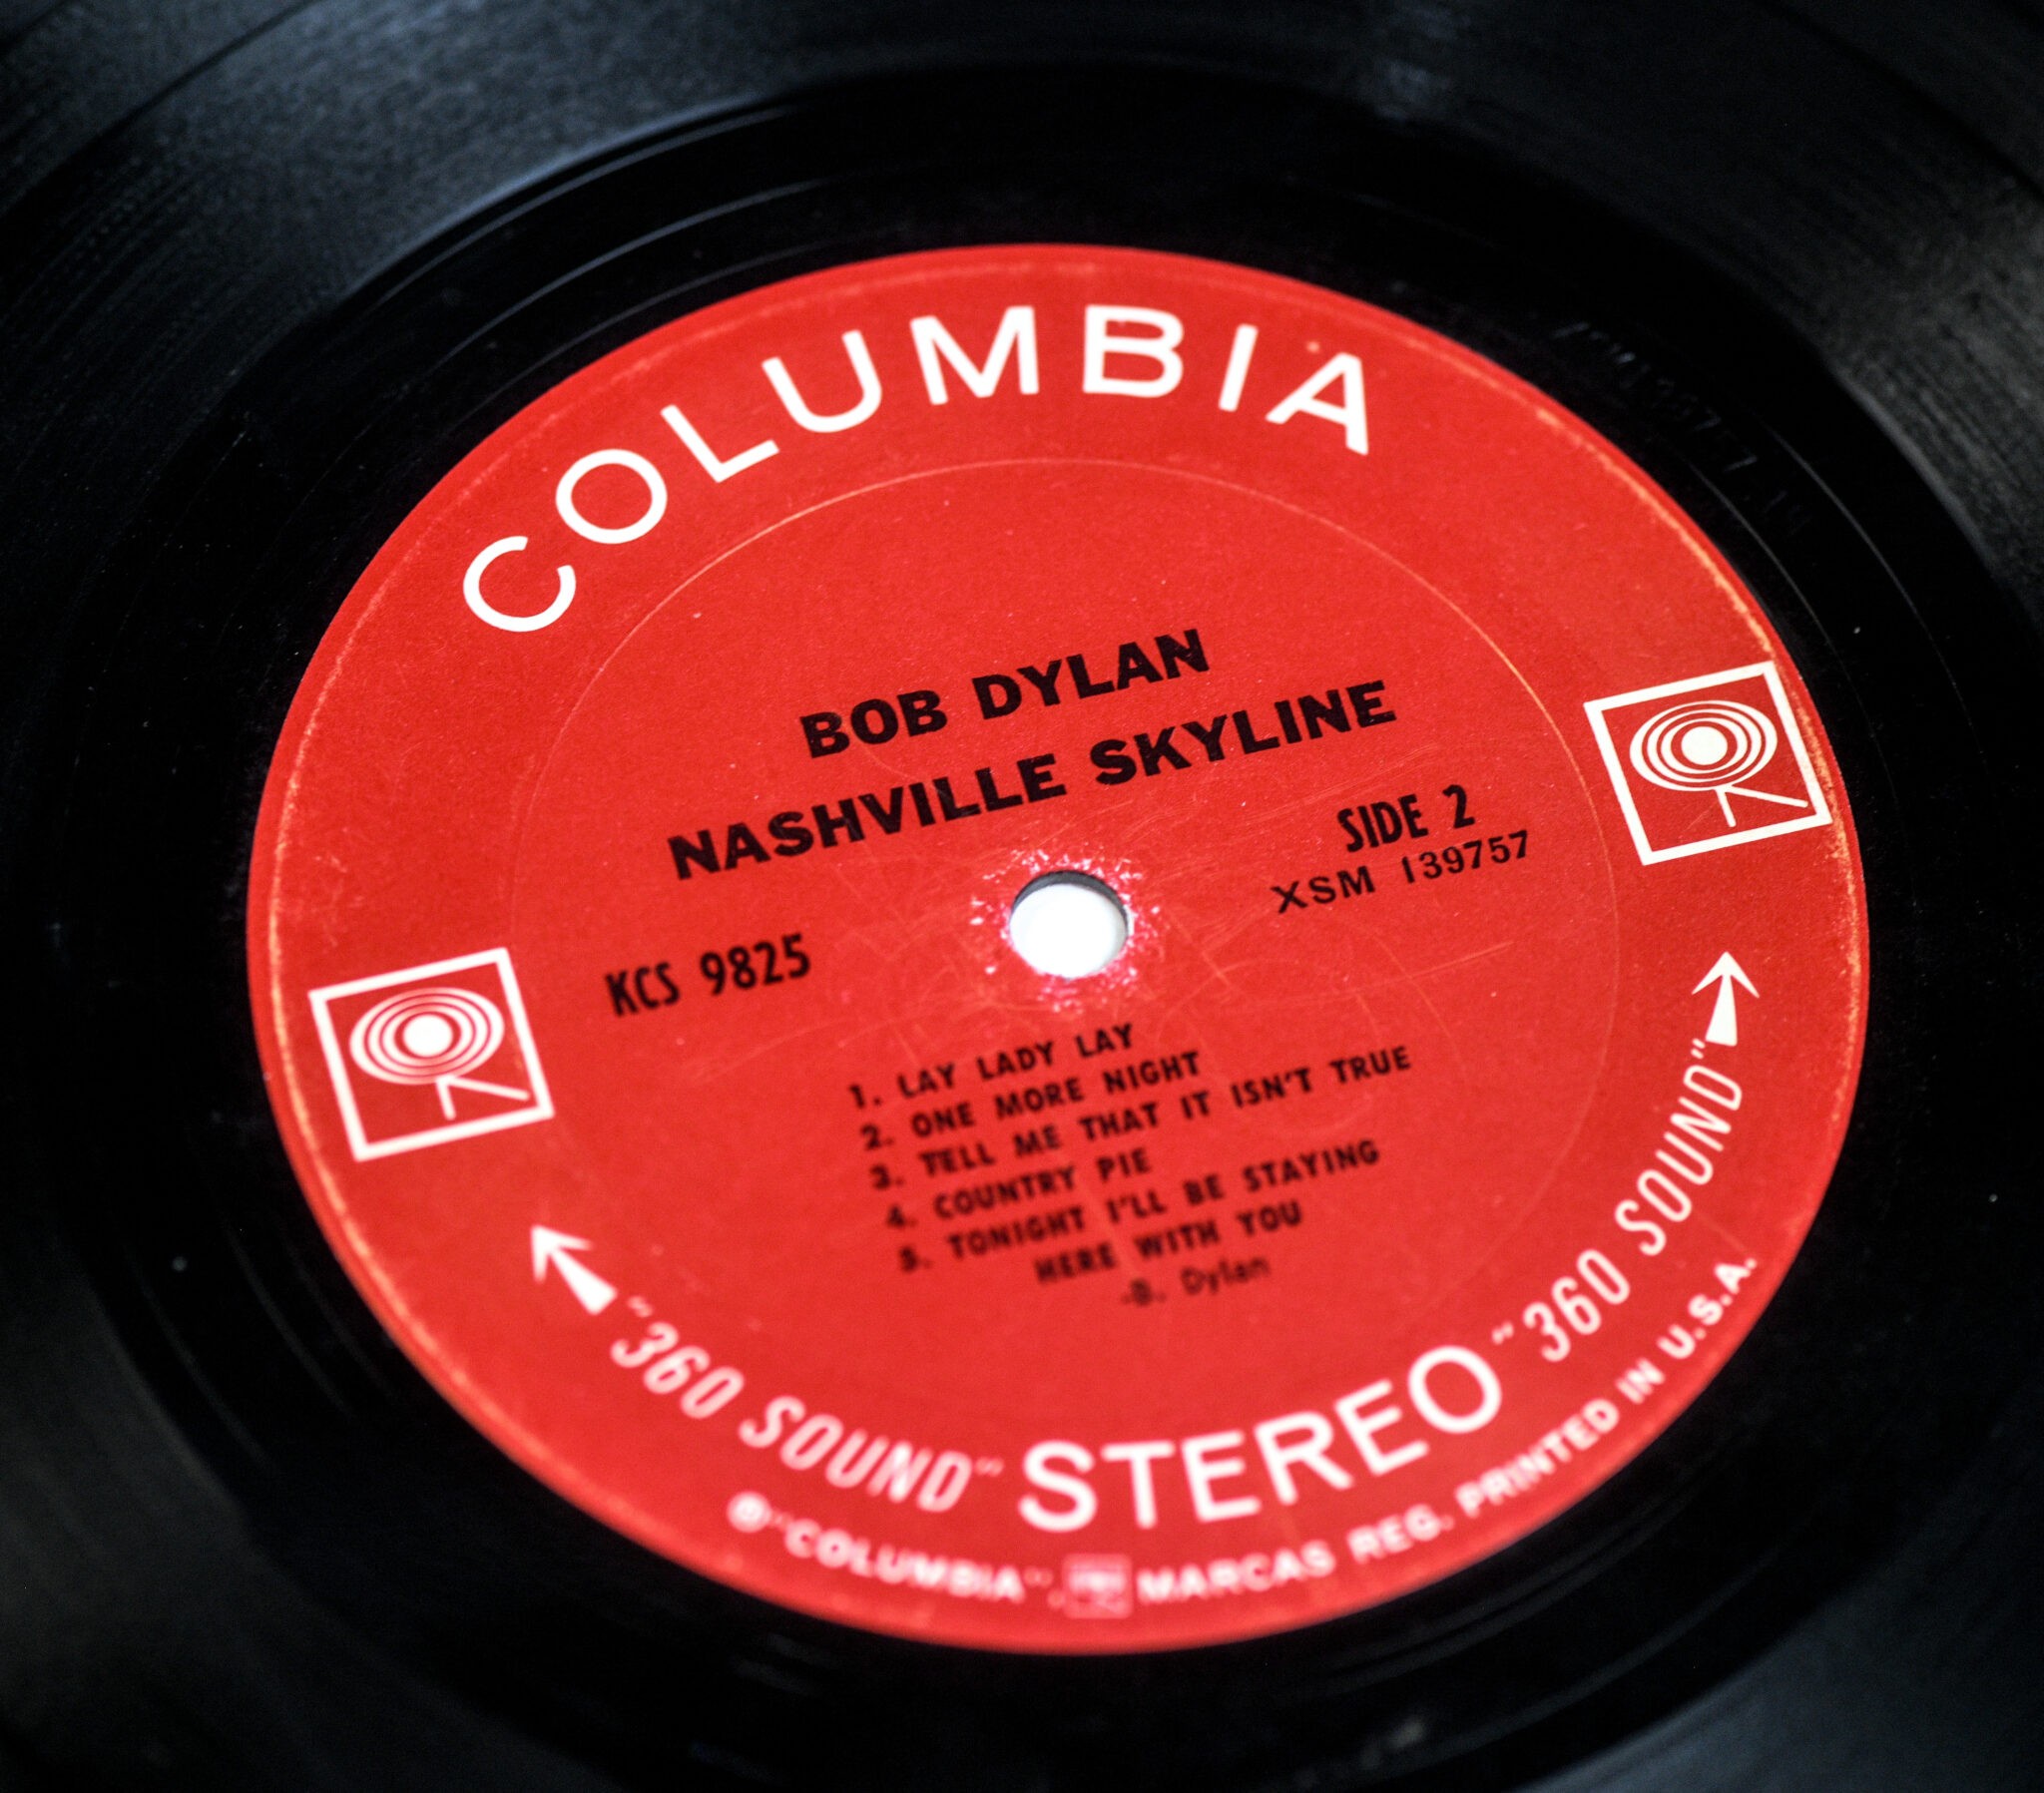 COLUMBIA
BOB DYLAN
NASHVILLE SKYLINE
SIDE 2
XSM 139757
KCS 9825
1. LAY LADY LAY
2. ONE MORE NIGHT
3. TELL ME THAT IT ISN'T TRUE
4. COUNTRY PIE
5. TONIGHT I'LL BE STAYING
HERE WITH YOU
-B. Dylan
"360 SOUND" STEREO "360 SOUND"
® "COLUMBIA", MARCAS REG. PRINTED IN U.S.A.